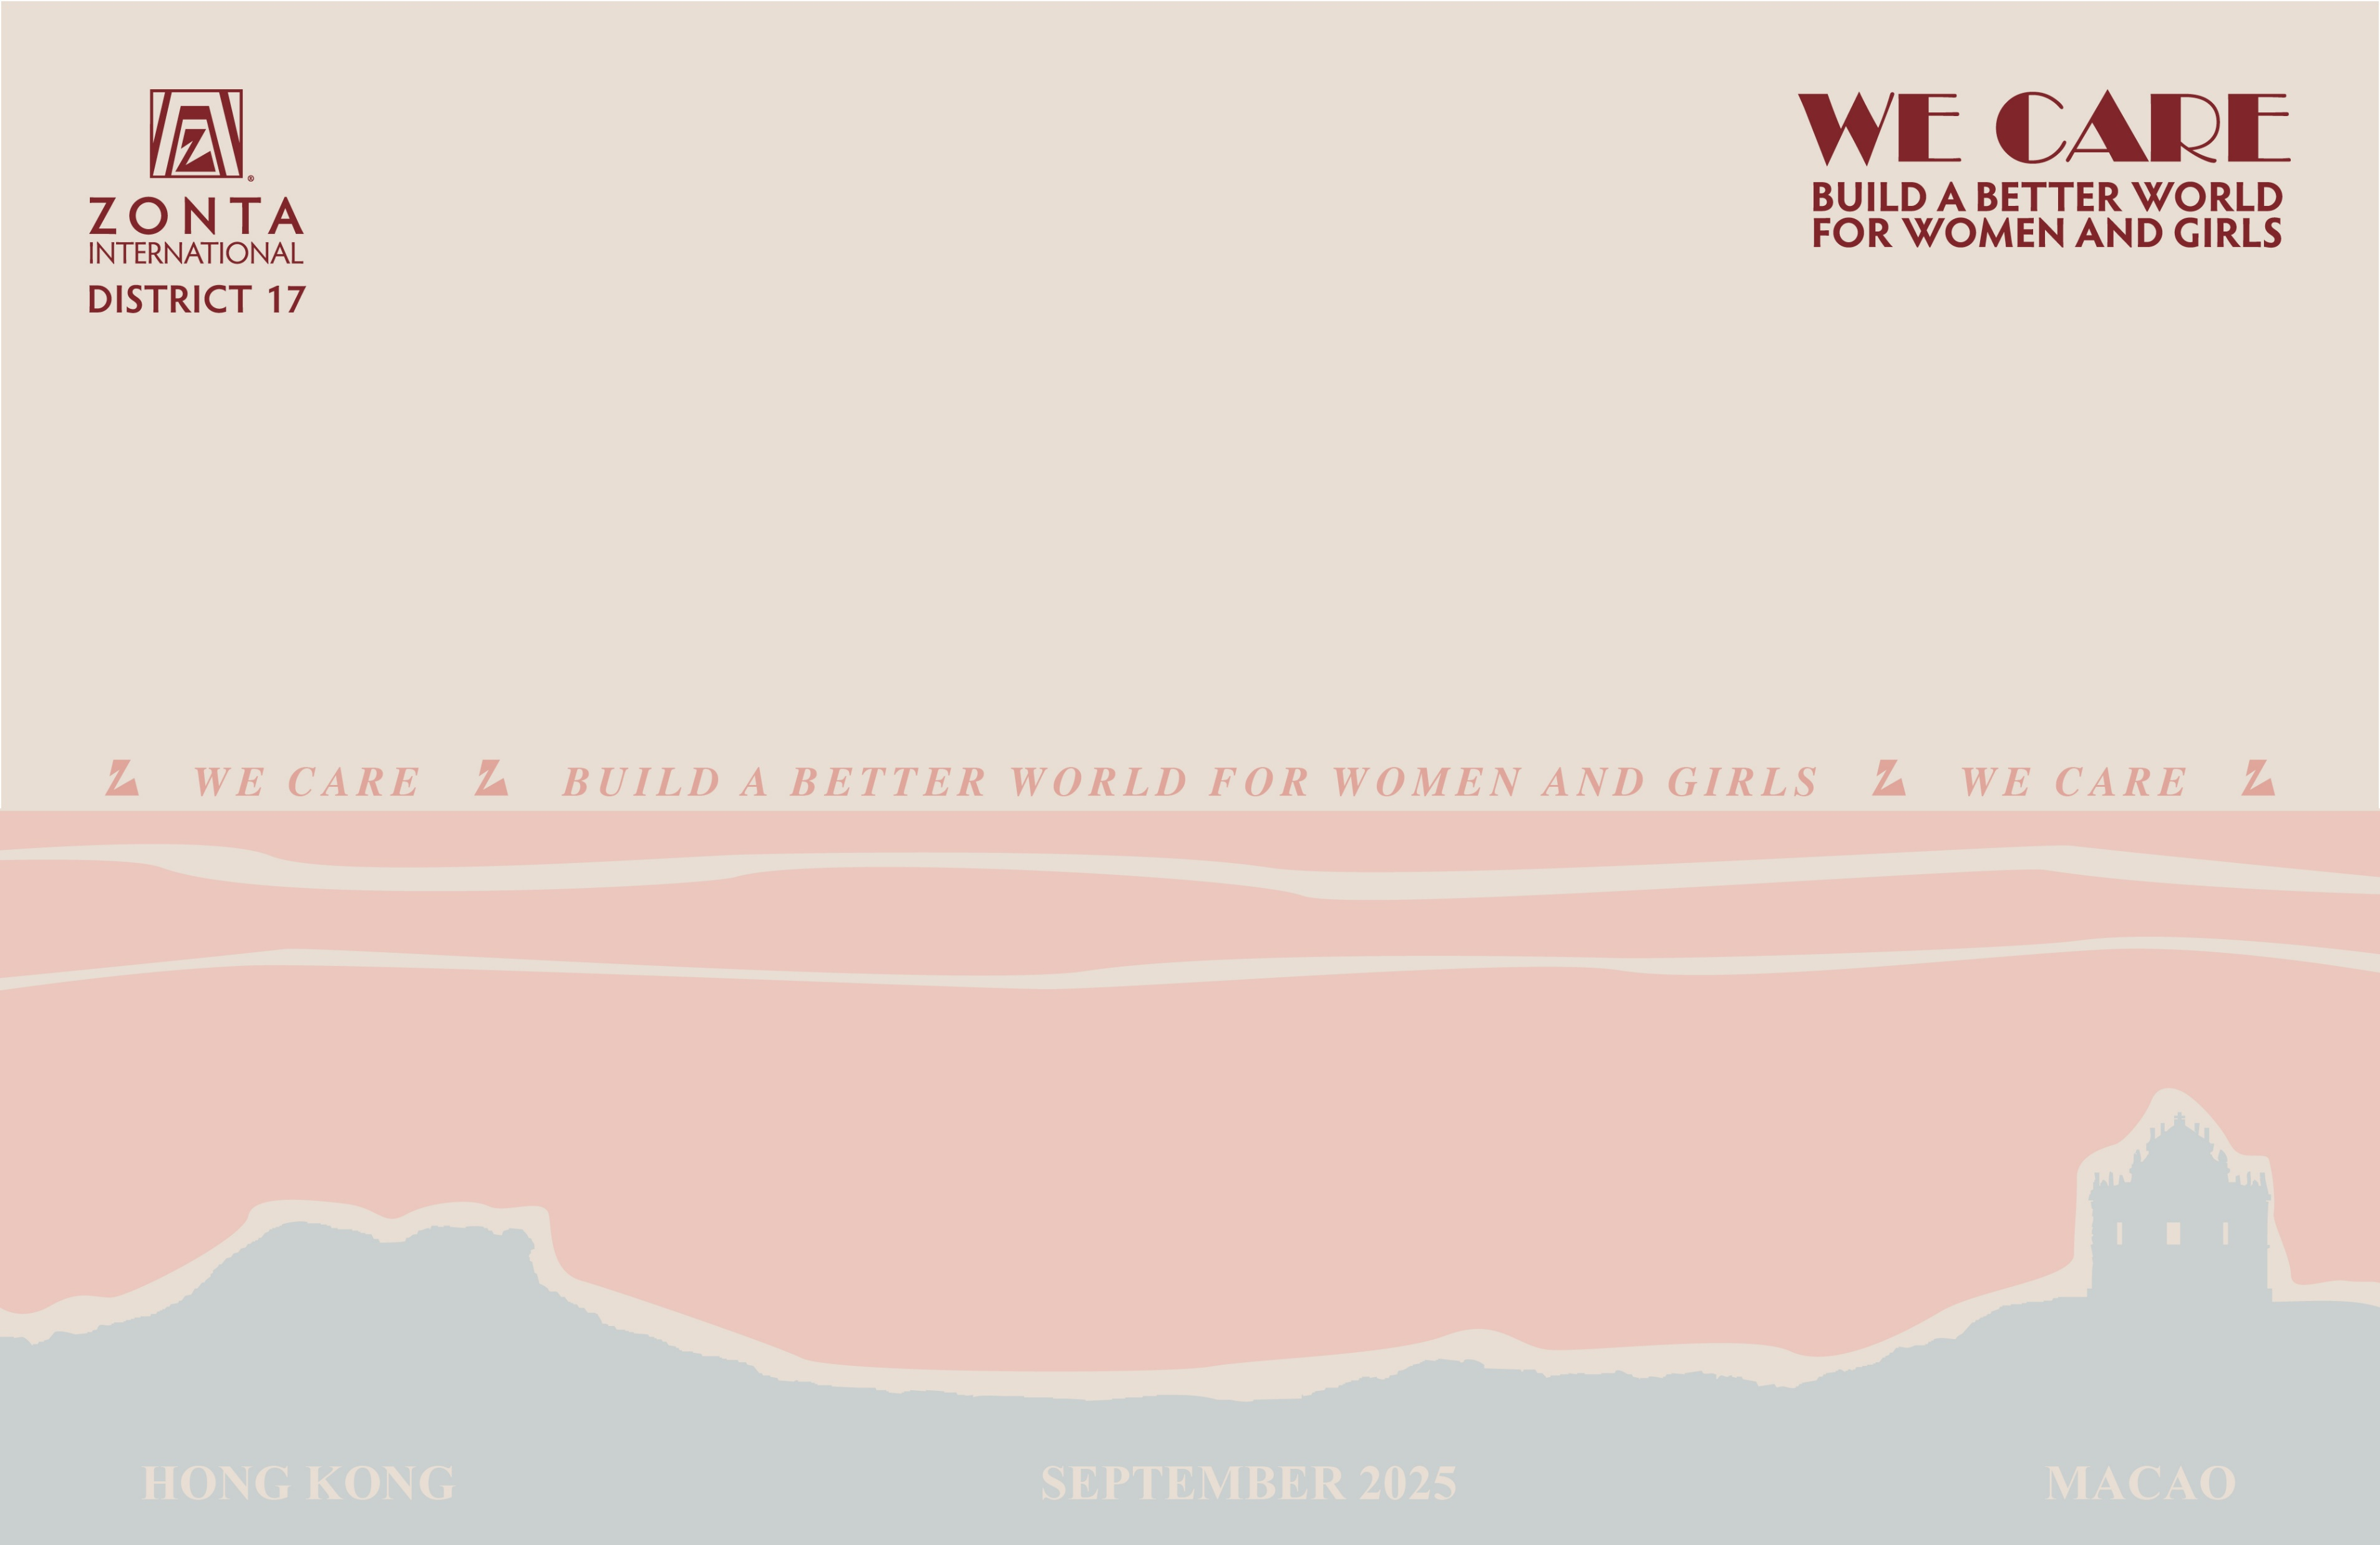 ZONTA
INTERNATIONAL
DISTRICT 17
WE CARE
BUILD A BETTER WORLD
FOR WOMEN AND GIRLS
WE CARE BUILD A BETTER WORLD FOR WOMEN AND GIRLS WE CARE
HONG KONG
SEPTEMBER 2025
MACAO